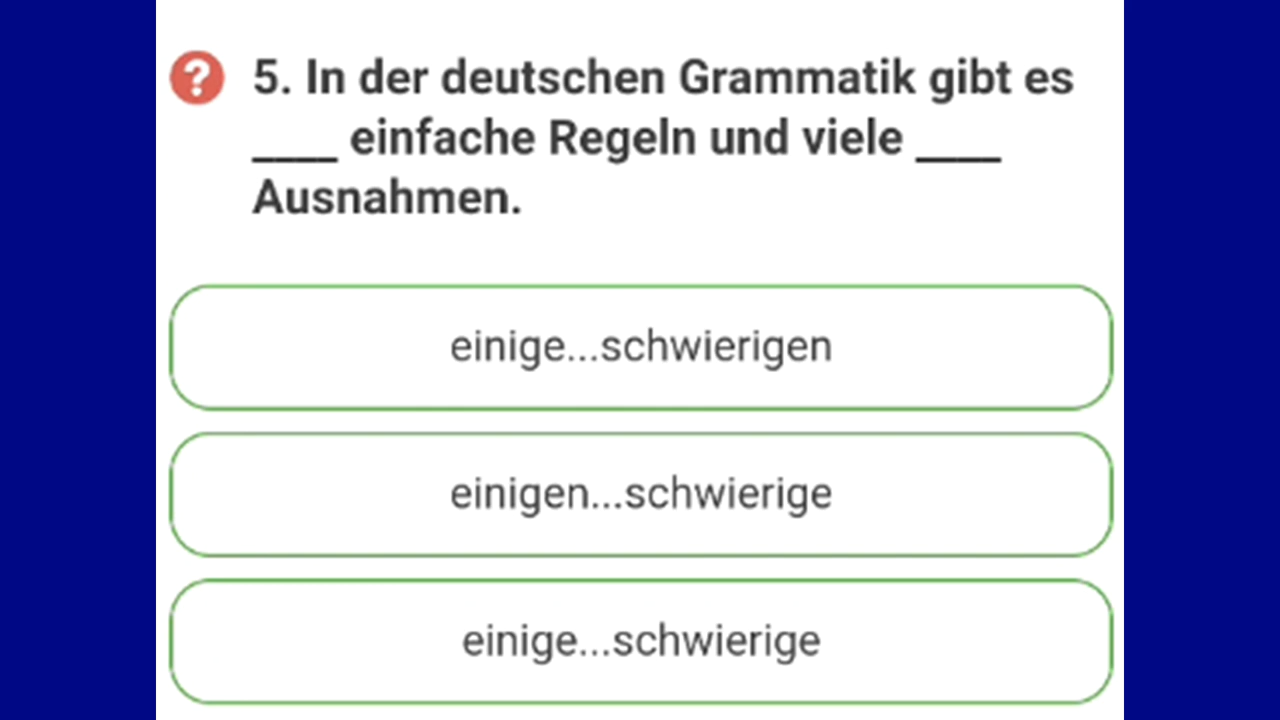 ? 5. In der deutschen Grammatik gibt es
____ einfache Regeln und viele ____
Ausnahmen.
einige...schwierigen
einigen...schwierige
einige...schwierige